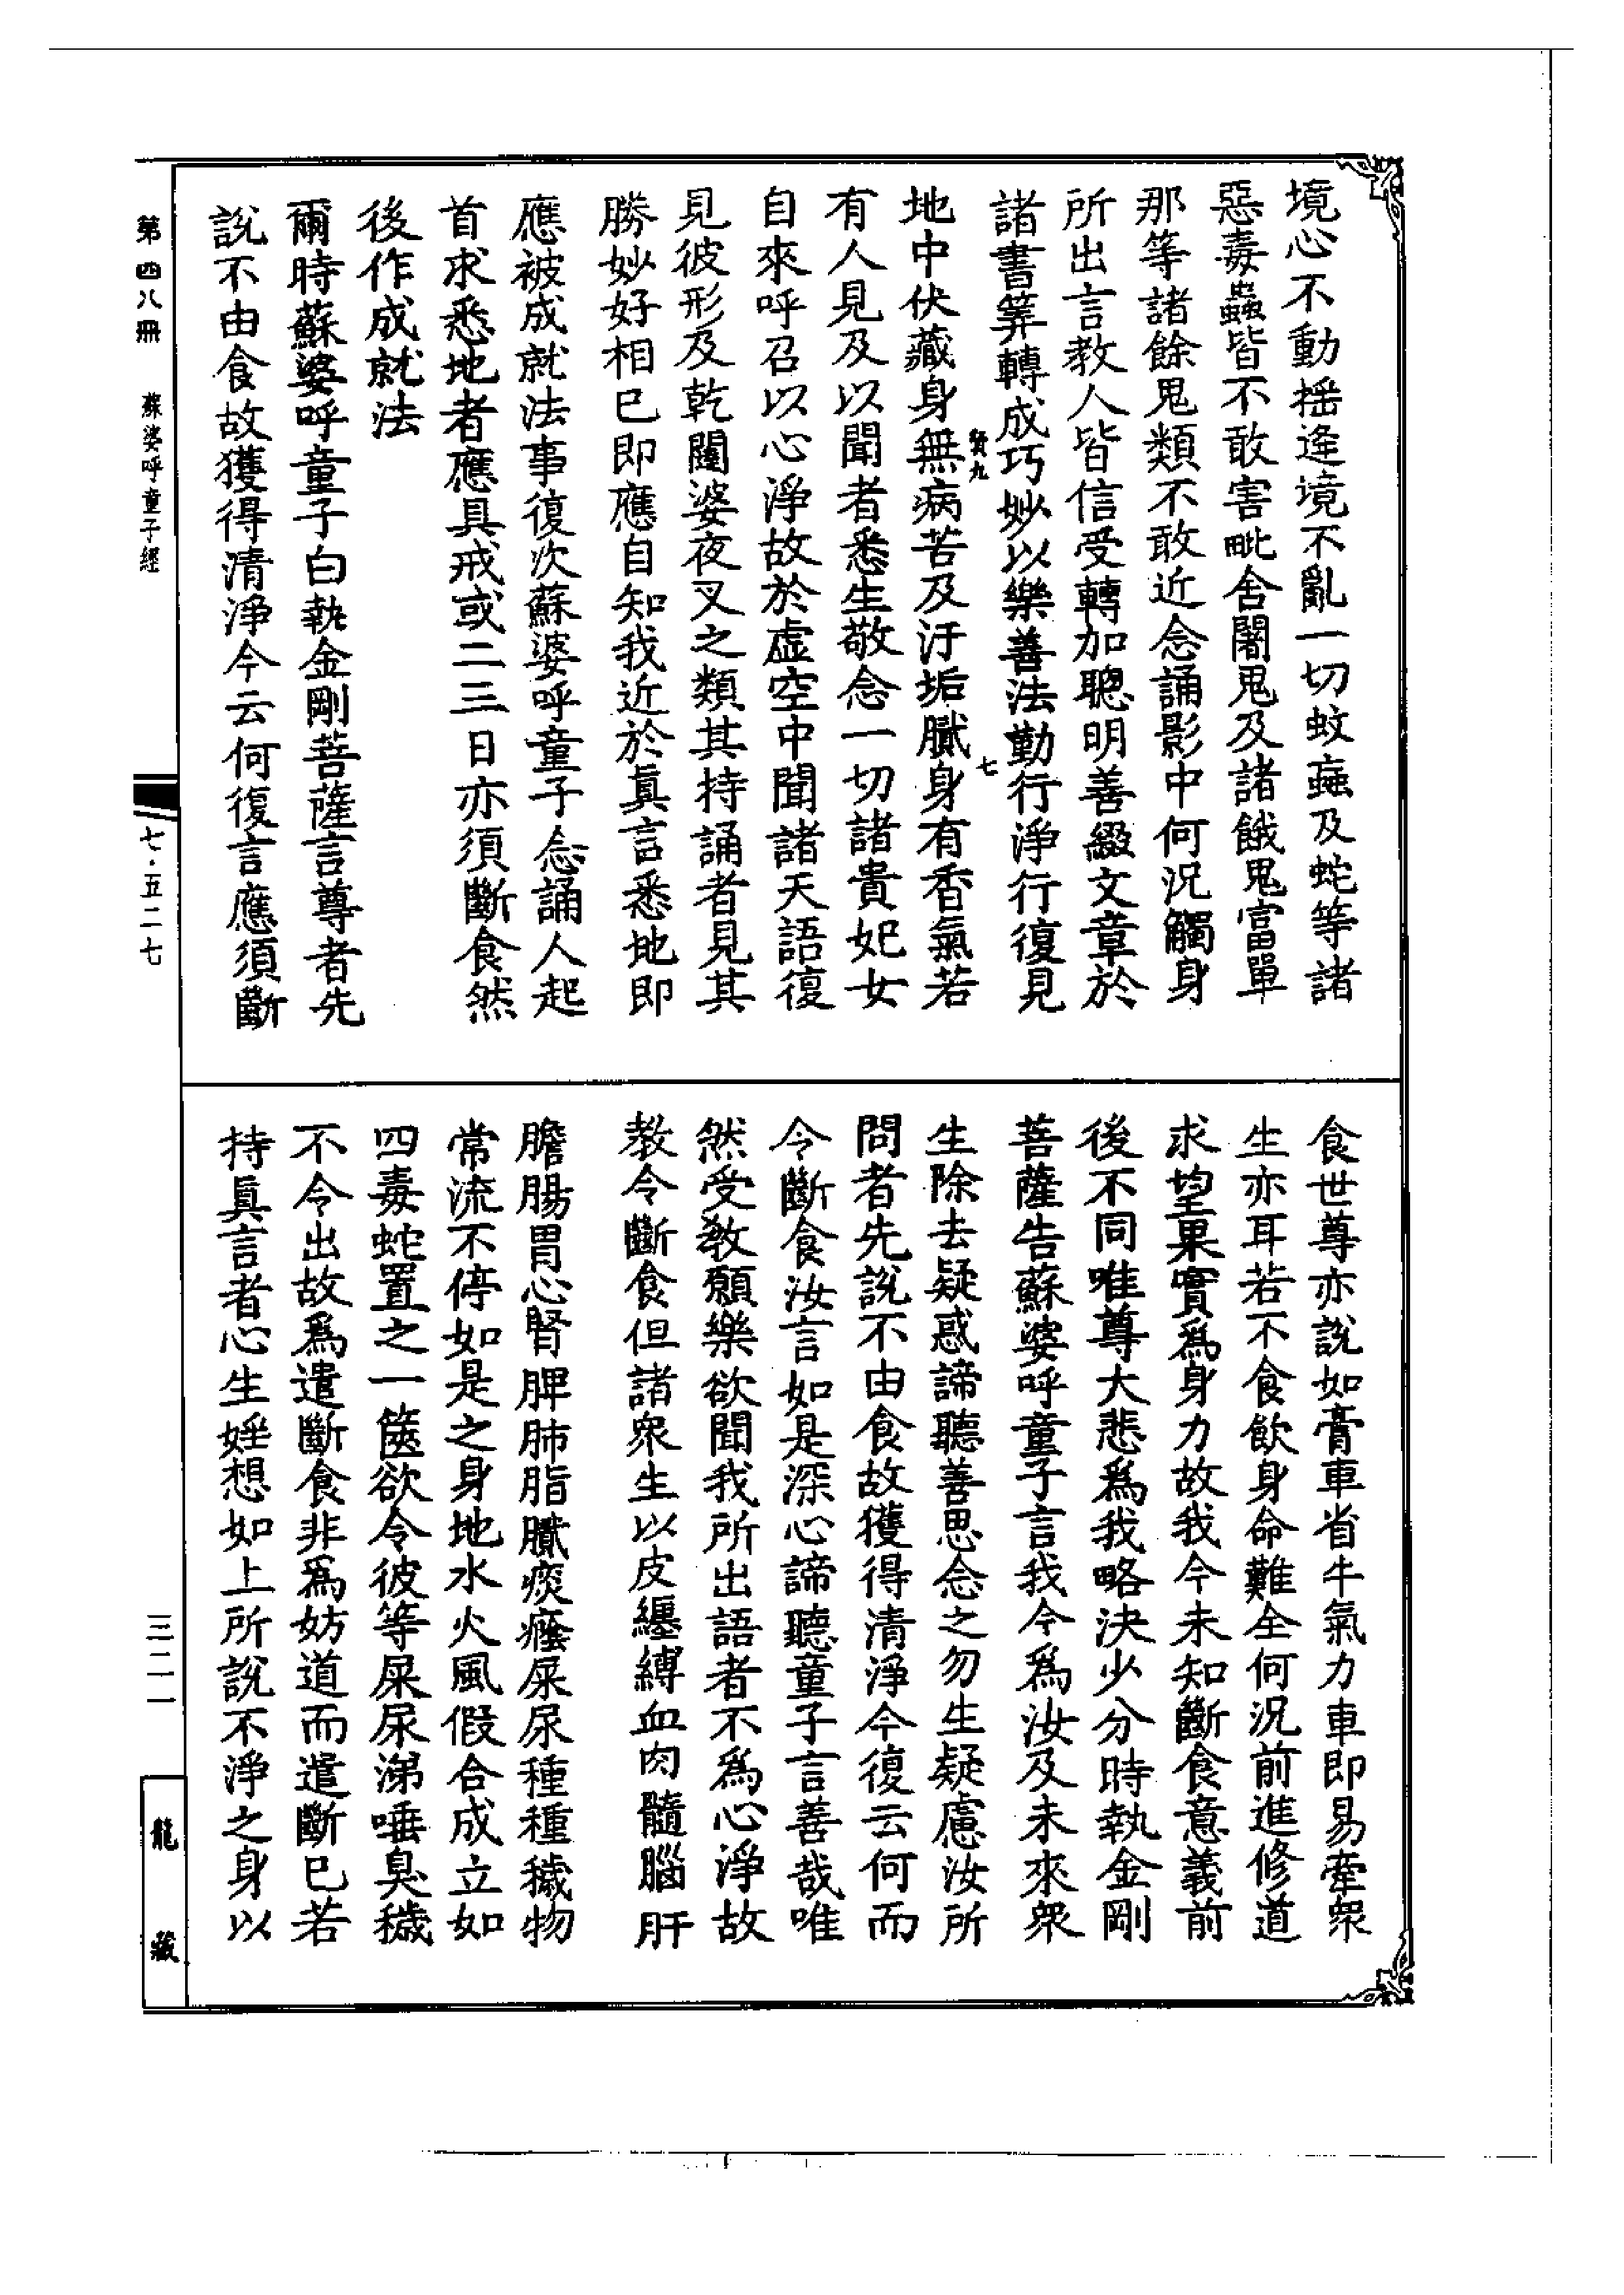 境心不動搖逄境不亂一切蚊䖟及蛇等諸
惡毒蟲皆不敢害毗舍闍鬼及諸餓鬼富單
那等諸餘鬼類不敢近念誦影中何況觸身
所出言教人皆信受轉加聰明善綴文章於
諸書筭轉成巧妙以樂善法勤行淨行復見
地中伏藏身無病苦及汙垢膩身有香氣若
賢九
七
有人見及以聞者悉生敬念一切諸貴妃女
自來呼召以心淨故於虛空中聞諸天語復
見彼形及乾闥婆夜叉之類其持誦者見其
勝妙好相已即應自知我近於眞言悉地即
應被成就法事復次蘇婆呼童子念誦人起
首求悉地者應具戒或二三日亦須斷食然
後作成就法
爾時蘇婆呼童子白執金剛菩薩言尊者先
說不由食故獲得清淨今云何復言應須斷
食世尊亦說如膏車省牛氣力車即易牽衆
生亦耳若不食飲身命難全何況前進修道
求望果實爲身力故我今未知斷食意義前
後不同唯尊大悲爲我略決少分時執金剛
菩薩告蘇婆呼童子言我今爲汝及未來衆
生除去疑惑諦聽善思念之勿生疑慮汝所
問者先說不由食故獲得清淨今復云何而
令斷食汝言如是深心諦聽童子言善哉唯
然受教願樂欲聞我所出語者不爲心淨故
教令斷食但諸衆生以皮纒縛血肉髓腦肝
膽腸胃心腎脾肺脂膩痰癊屎尿種種穢物
常流不停如是之身地水火風假合成立如
四毒蛇置之一篋欲令彼等屎尿涕唾臭穢
不令出故爲遣斷食非爲妨道而遣斷已若
持眞言者心生婬想如上所說不淨之身以
第四八冊
蘇婆呼童子經
七·五二七
三二一
龍藏